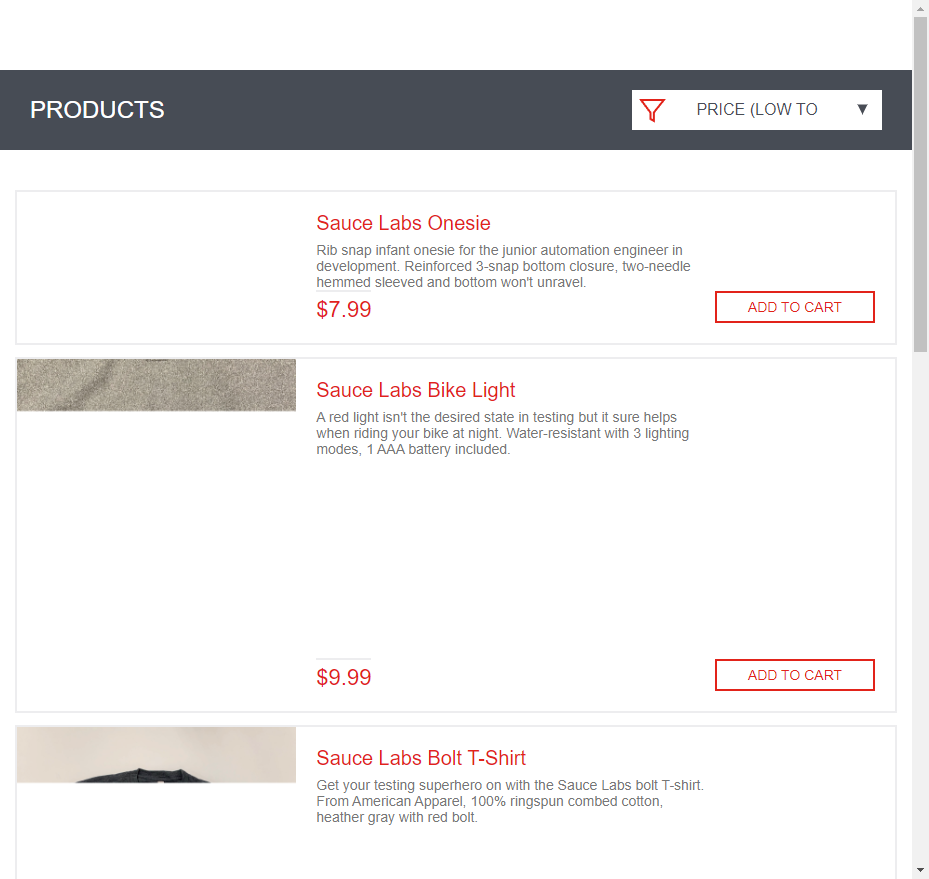 PRODUCTS
PRICE (LOW TO
Sauce Labs Onesie
Rib snap infant onesie for the junior automation engineer in
development. Reinforced 3-snap bottom closure, two-needle
hemmed sleeved and bottom won't unravel.
$7.99
ADD TO CART
Sauce Labs Bike Light
A red light isn't the desired state in testing but it sure helps
when riding your bike at night. Water-resistant with 3 lighting
modes, 1 AAA battery included.
$9.99
ADD TO CART
Sauce Labs Bolt T-Shirt
Get your testing superhero on with the Sauce Labs bolt T-shirt.
From American Apparel, 100% ringspun combed cotton,
heather gray with red bolt.